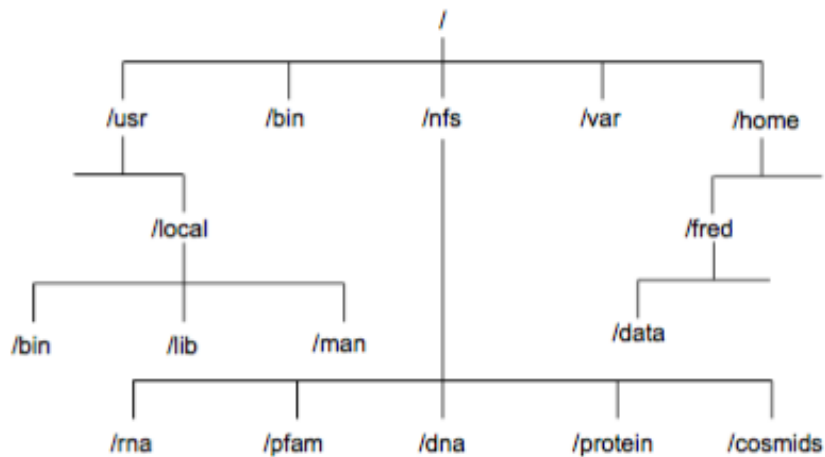 /
/usr /bin /nfs /var /home
/local /fred
/bin /lib /man /data
/rna /pfam /dna /protein /cosmids